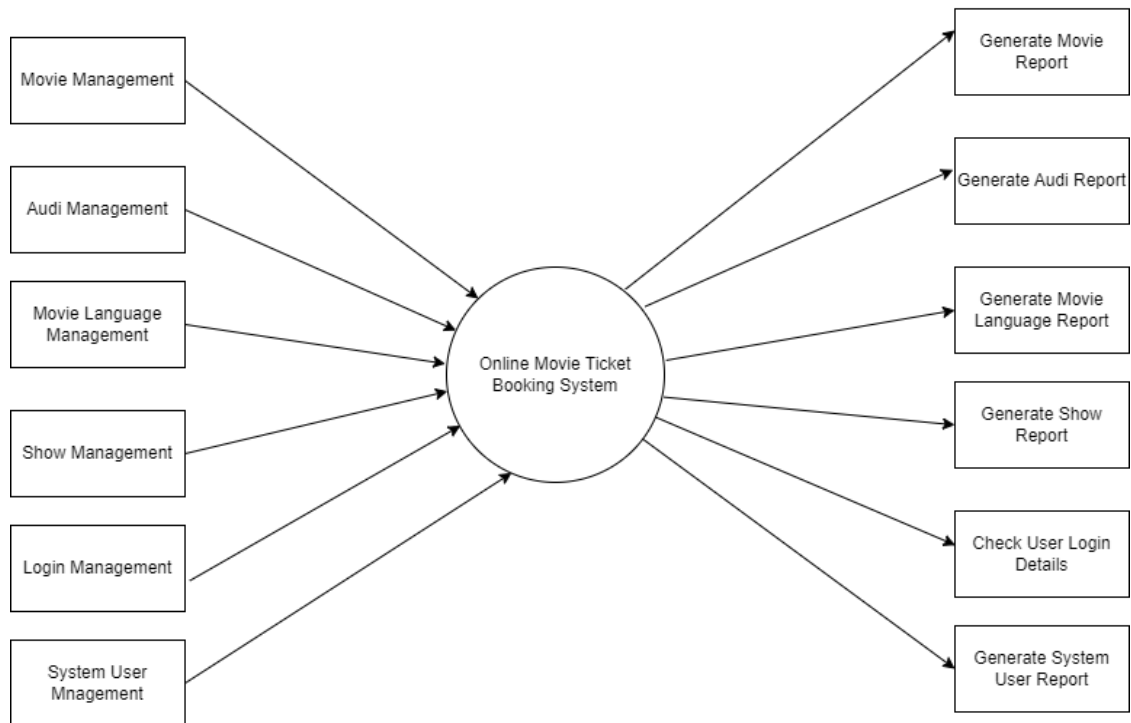 Movie Management
Audi Management
Movie Language
Management
Show Management
Login Management
System User
Mnagement
Online Movie Ticket
Booking System
Generate Movie
Report
Generate Audi Report
Generate Movie
Language Report
Generate Show
Report
Check User Login
Details
Generate System
User Report